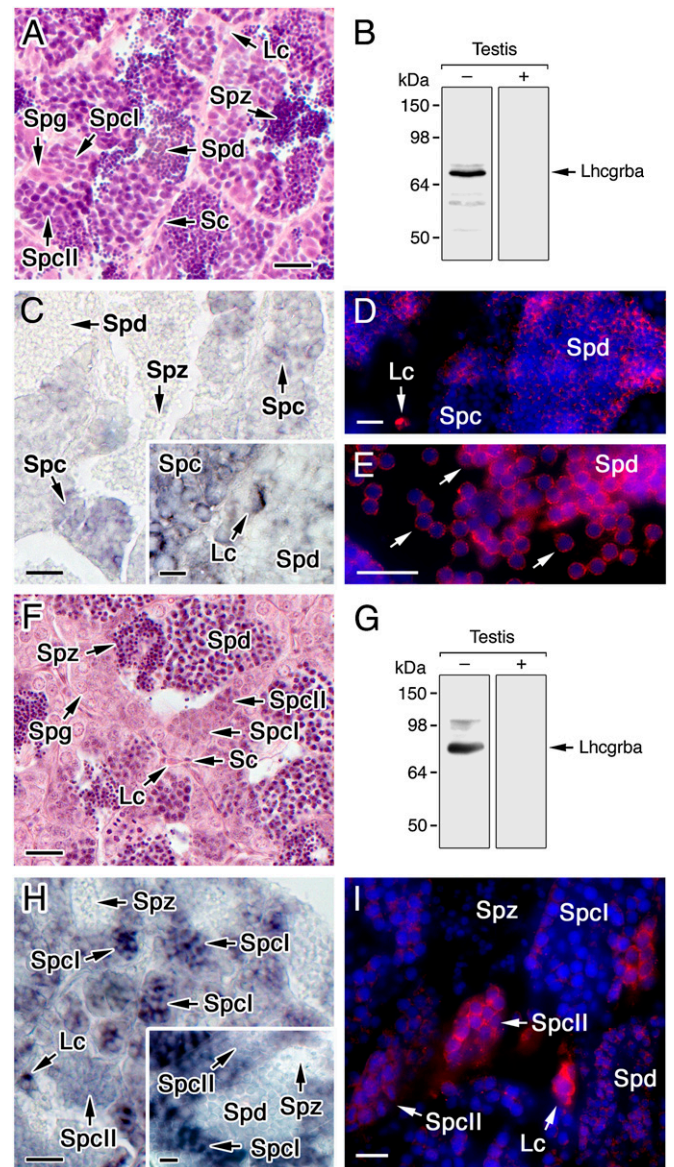 A
Lc
Spz
Spg
SpcI
Spd
Sc
SpcII
B
Testis
kDa
– +
150
98
64
50
Lhcgrba
C
Spd
Spz
Spc
Spc
Spc
Lc
Spd
D
Spd
Lc
Spc
E
Spd
F
Spz
Spd
SpcII
Spg
SpcI
Sc
Lc
G
Testis
kDa
– +
150
98
64
50
Lhcgrba
H
Spz
SpcI
SpcI
SpcI
Lc
SpcII
SpcII
Spd
Spz
SpcI
I
Spz
SpcI
SpcII
Spd
SpcII
Lc